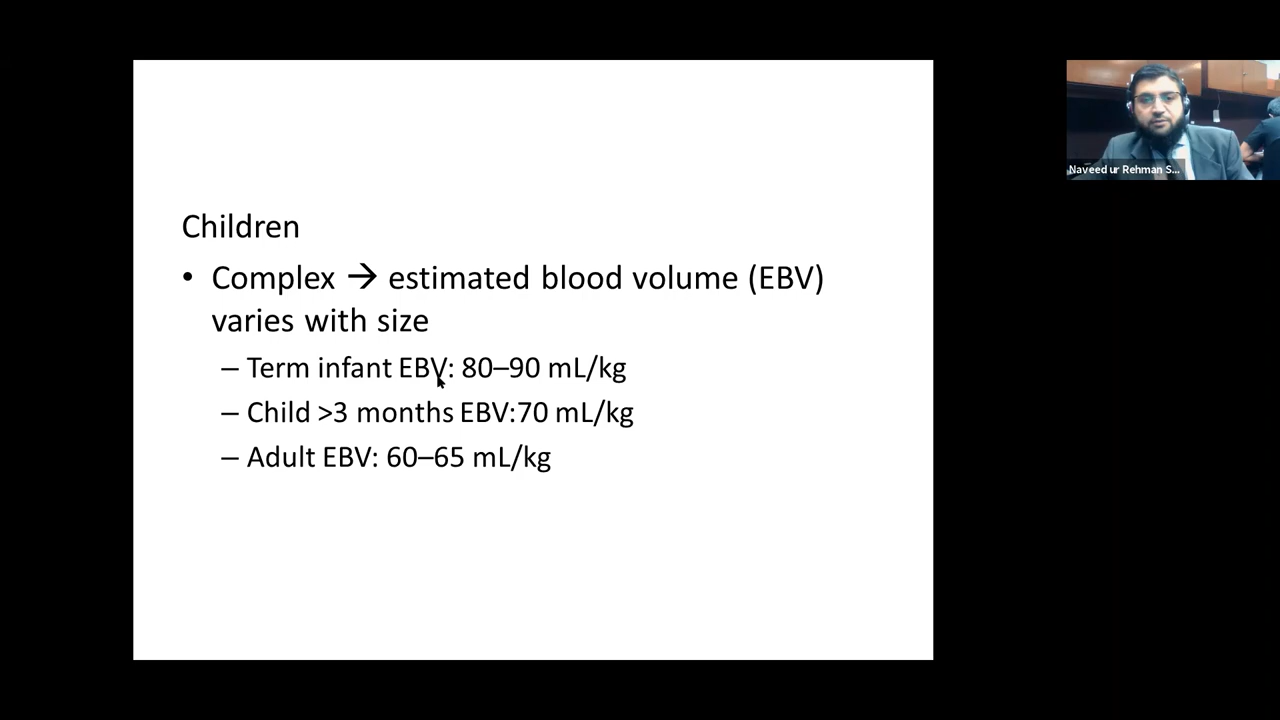 Children
• Complex → estimated blood volume (EBV)
varies with size
– Term infant EBV: 80–90 mL/kg
– Child >3 months EBV:70 mL/kg
– Adult EBV: 60–65 mL/kg
Naveed ur Rehman S...